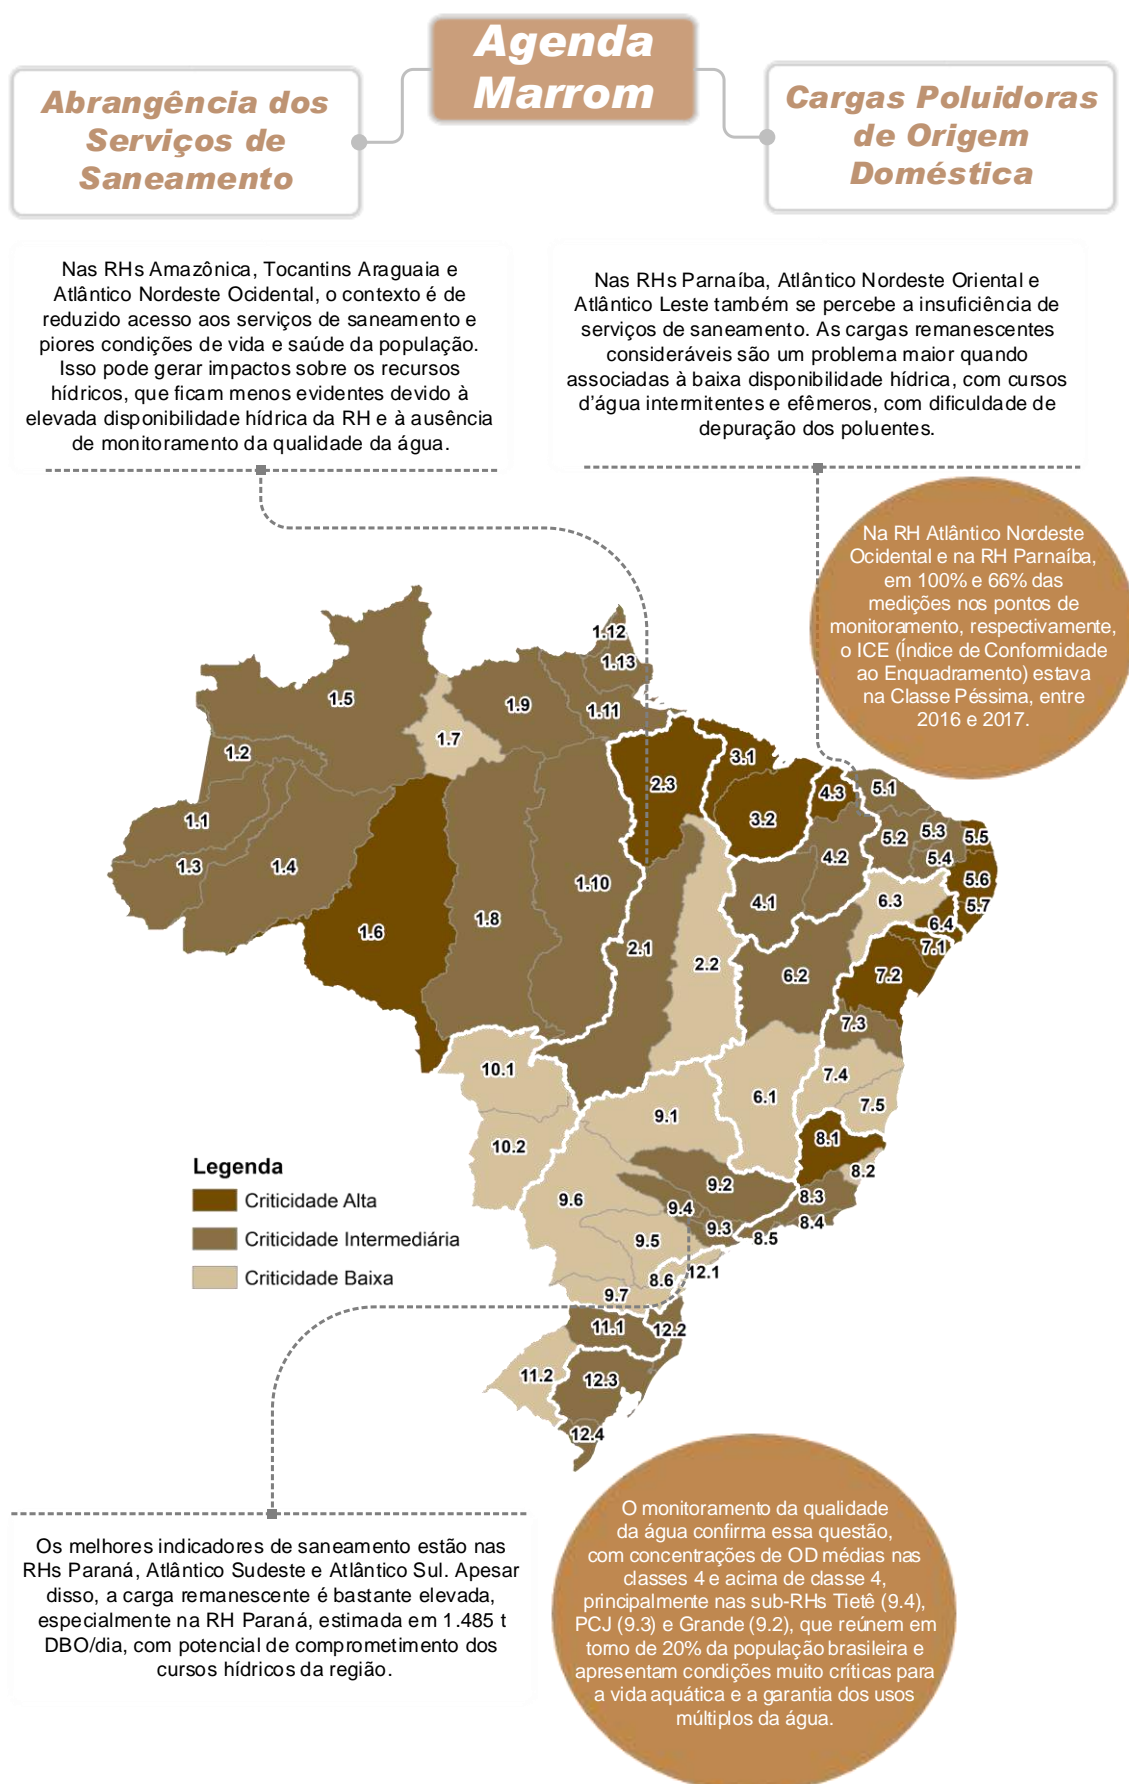 Agenda
Marrom
Abrangência dos
Serviços de
Saneamento
Cargas Poluidoras
de Origem
Doméstica
Nas RHs Amazônica, Tocantins Araguaia e
Atlântico Nordeste Ocidental, o contexto é de
reduzido acesso aos serviços de saneamento e
piores condições de vida e saúde da população.
Isso pode gerar impactos sobre os recursos
hídricos, que ficam menos evidentes devido à
elevada disponibilidade hídrica da RH e à ausência
de monitoramento da qualidade da água.
Nas RHs Parnaíba, Atlântico Nordeste Oriental e
Atlântico Leste também se percebe a insuficiência de
serviços de saneamento. As cargas remanescentes
consideráveis são um problema maior quando
associadas à baixa disponibilidade hídrica, com cursos
d'água intermitentes e efêmeros, com dificuldade de
depuração dos poluentes.
Na RH Atlântico Nordeste
Ocidental e na RH Parnaíba,
em 100% e 66% das
medições nos pontos de
monitoramento, respectivamente,
o ICE (Índice de Conformidade
ao Enquadramento) estava
na Classe Péssima, entre
2016 e 2017.
1.12
1.13
1.5
1.9
1.11
1.7
1.2
3.1
2.3
4.3
5.1
3.2
1.1
5.2
5.3
5.5
4.2
5.4
1.3
1.4
1.10
5.6
4.1
6.3
5.7
1.6
1.8
6.4
2.1
7.1
2.2
6.2
7.2
7.3
10.1
7.4
6.1
7.5
9.1
8.1
10.2
8.2
9.2
8.3
9.6
9.4
9.3
8.4
8.5
9.5
12.1
8.6
9.7
11.1
12.2
11.2
12.3
12.4
Legenda
Criticidade Alta
Criticidade Intermediária
Criticidade Baixa
Os melhores indicadores de saneamento estão nas
RHs Paraná, Atlântico Sudeste e Atlântico Sul. Apesar
disso, a carga remanescente é bastante elevada,
especialmente na RH Paraná, estimada em 1.485 t
DBO/dia, com potencial de comprometimento dos
cursos hídricos da região.
O monitoramento da qualidade
da água confirma essa questão,
com concentrações de OD médias nas
classes 4 e acima de classe 4,
principalmente nas sub-RHs Tietê (9.4),
PCJ (9.3) e Grande (9.2), que reúnem em
torno de 20% da população brasileira e
apresentam condições muito críticas para
a vida aquática e a garantia dos usos
múltiplos da água.